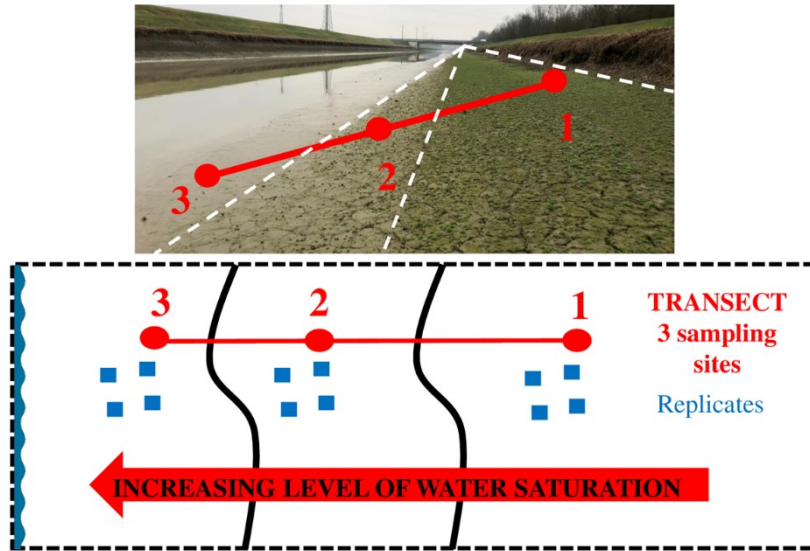 1
2
3
3
2
1
TRANSECT
3 sampling
sites
Replicates
INCREASING LEVEL OF WATER SATURATION